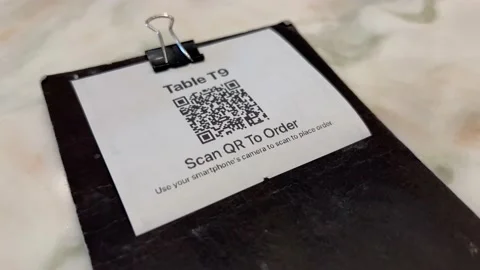 Table T9
Scan QR To Order
Use your smartphone's camera to scan to place order.